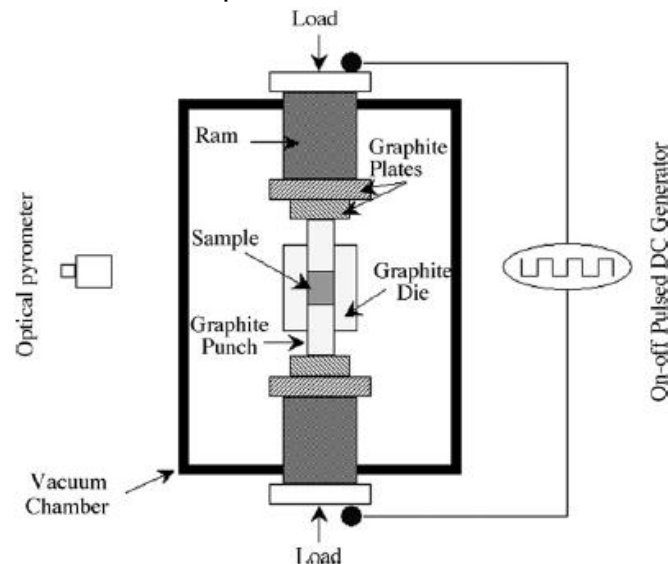 Load
Ram
Graphite
Plates
Sample
Graphite
Die
Graphite
Punch
Optical pyrometer
On-off Pulsed DC Generator
Vacuum
Chamber
Load